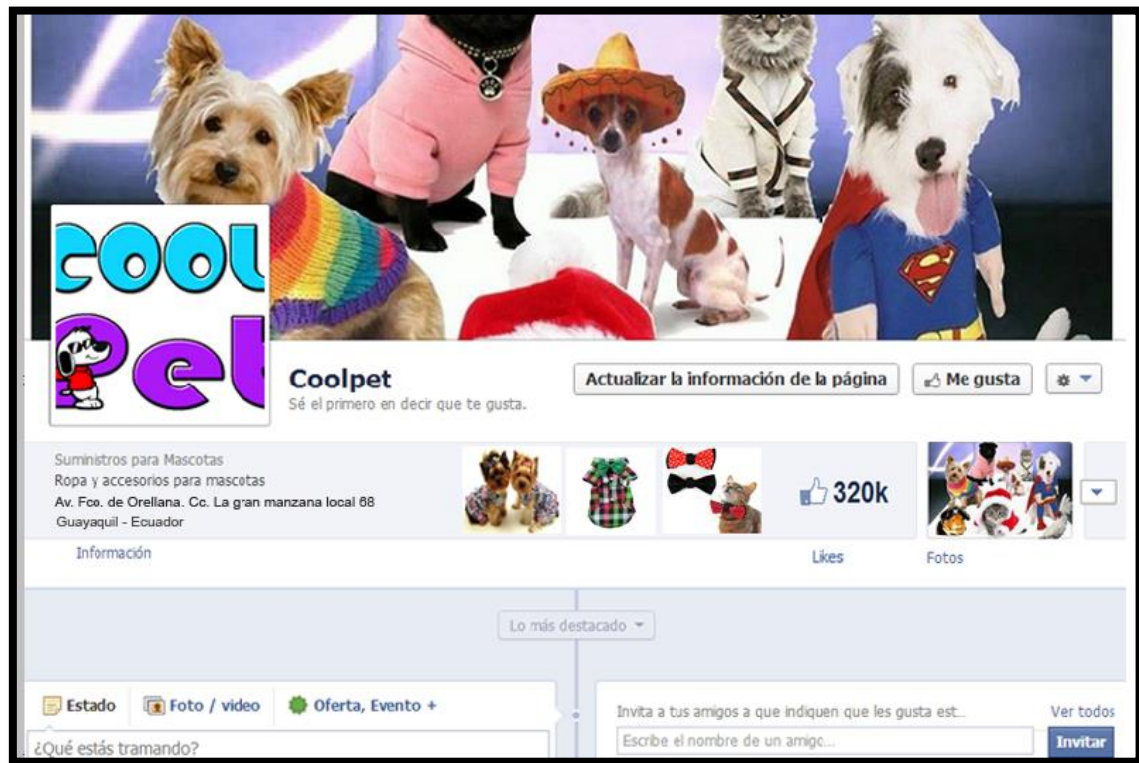 COOL
Pet
Coolpet
Sé el primero en decir que te gusta.
Actualizar la información de la página
Me gusta
Suministros para Mascotas
Ropa y accesorios para mascotas
Av. Fco. de Orellana. Cc. La gran manzana local 68
Guayaquil - Ecuador
320k
Información
Likes
Fotos
Lo más destacado
Estado
Foto / video
Oferta, Evento +
¿Qué estás tramando?
Invita a tus amigos a que indiquen que les gusta est...
Ver todos
Escribe el nombre de un amigo...
Invitar